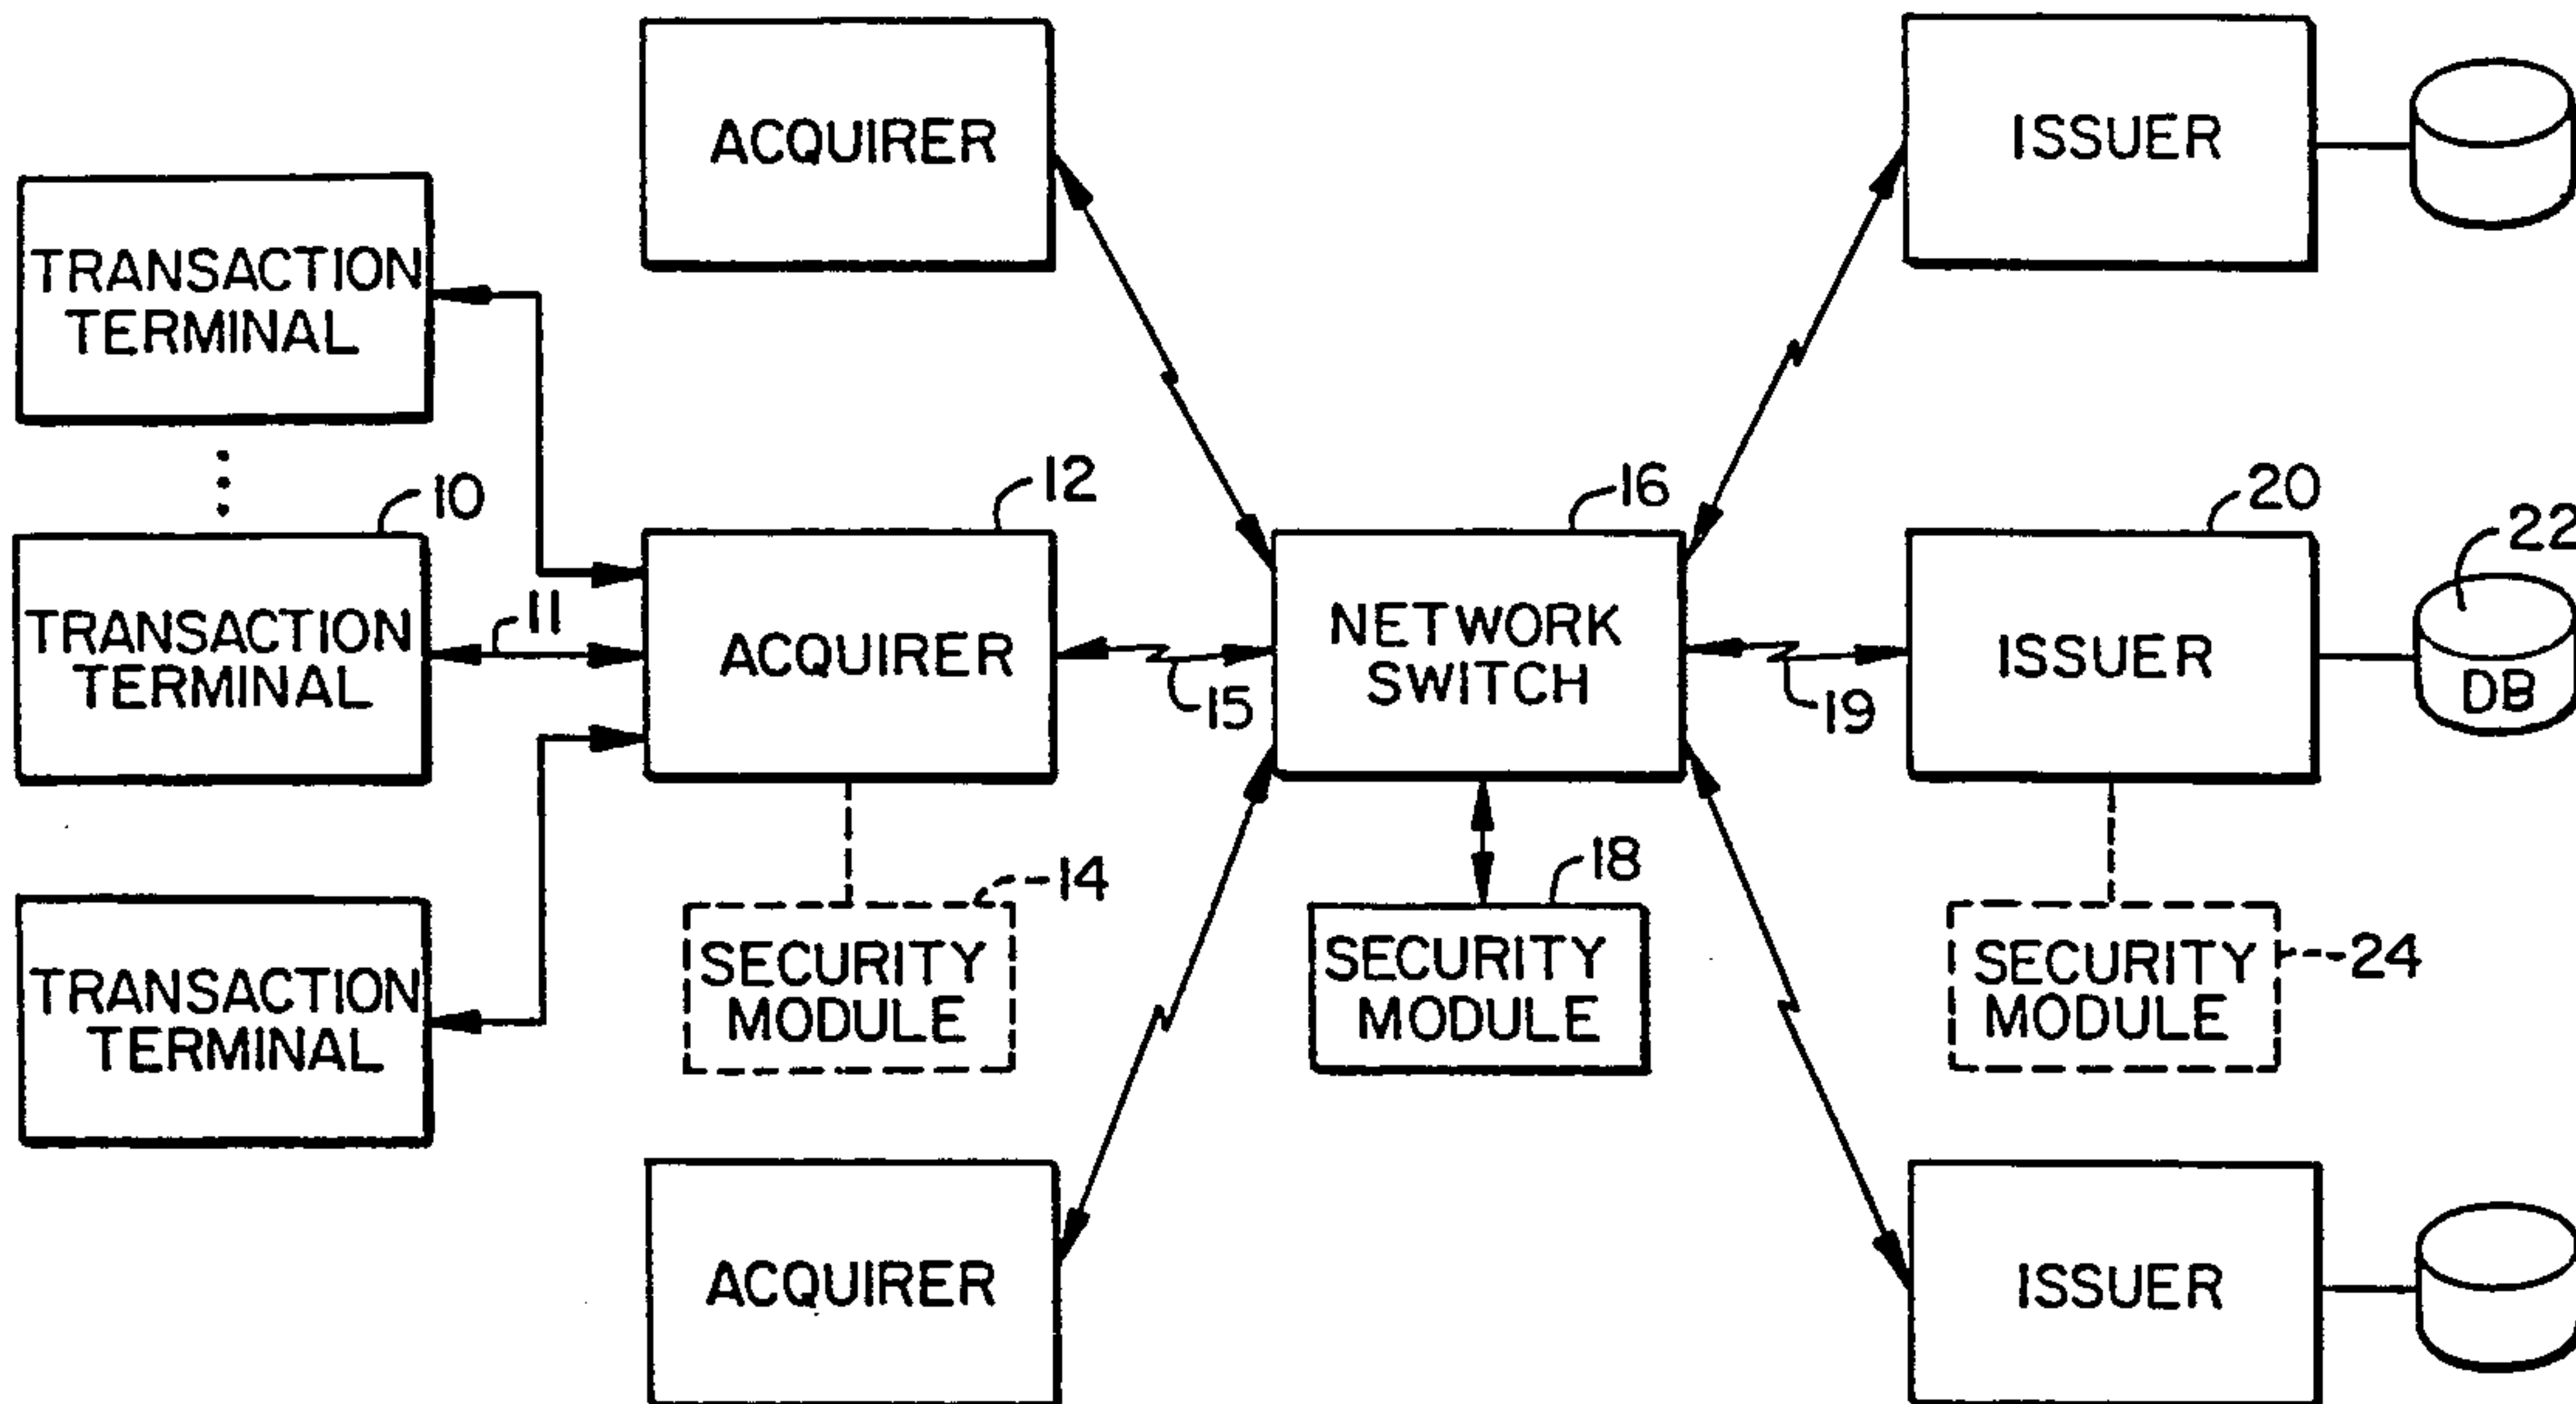 ACQUIRER
ISSUER
TRANSACTION
TERMINAL
10
12
16
20
22
TRANSACTION
TERMINAL
11
ACQUIRER
15
NETWORK
SWITCH
19
ISSUER
DB
TRANSACTION
TERMINAL
14
SECURITY
MODULE
18
SECURITY
MODULE
24
SECURITY
MODULE
ACQUIRER
ISSUER